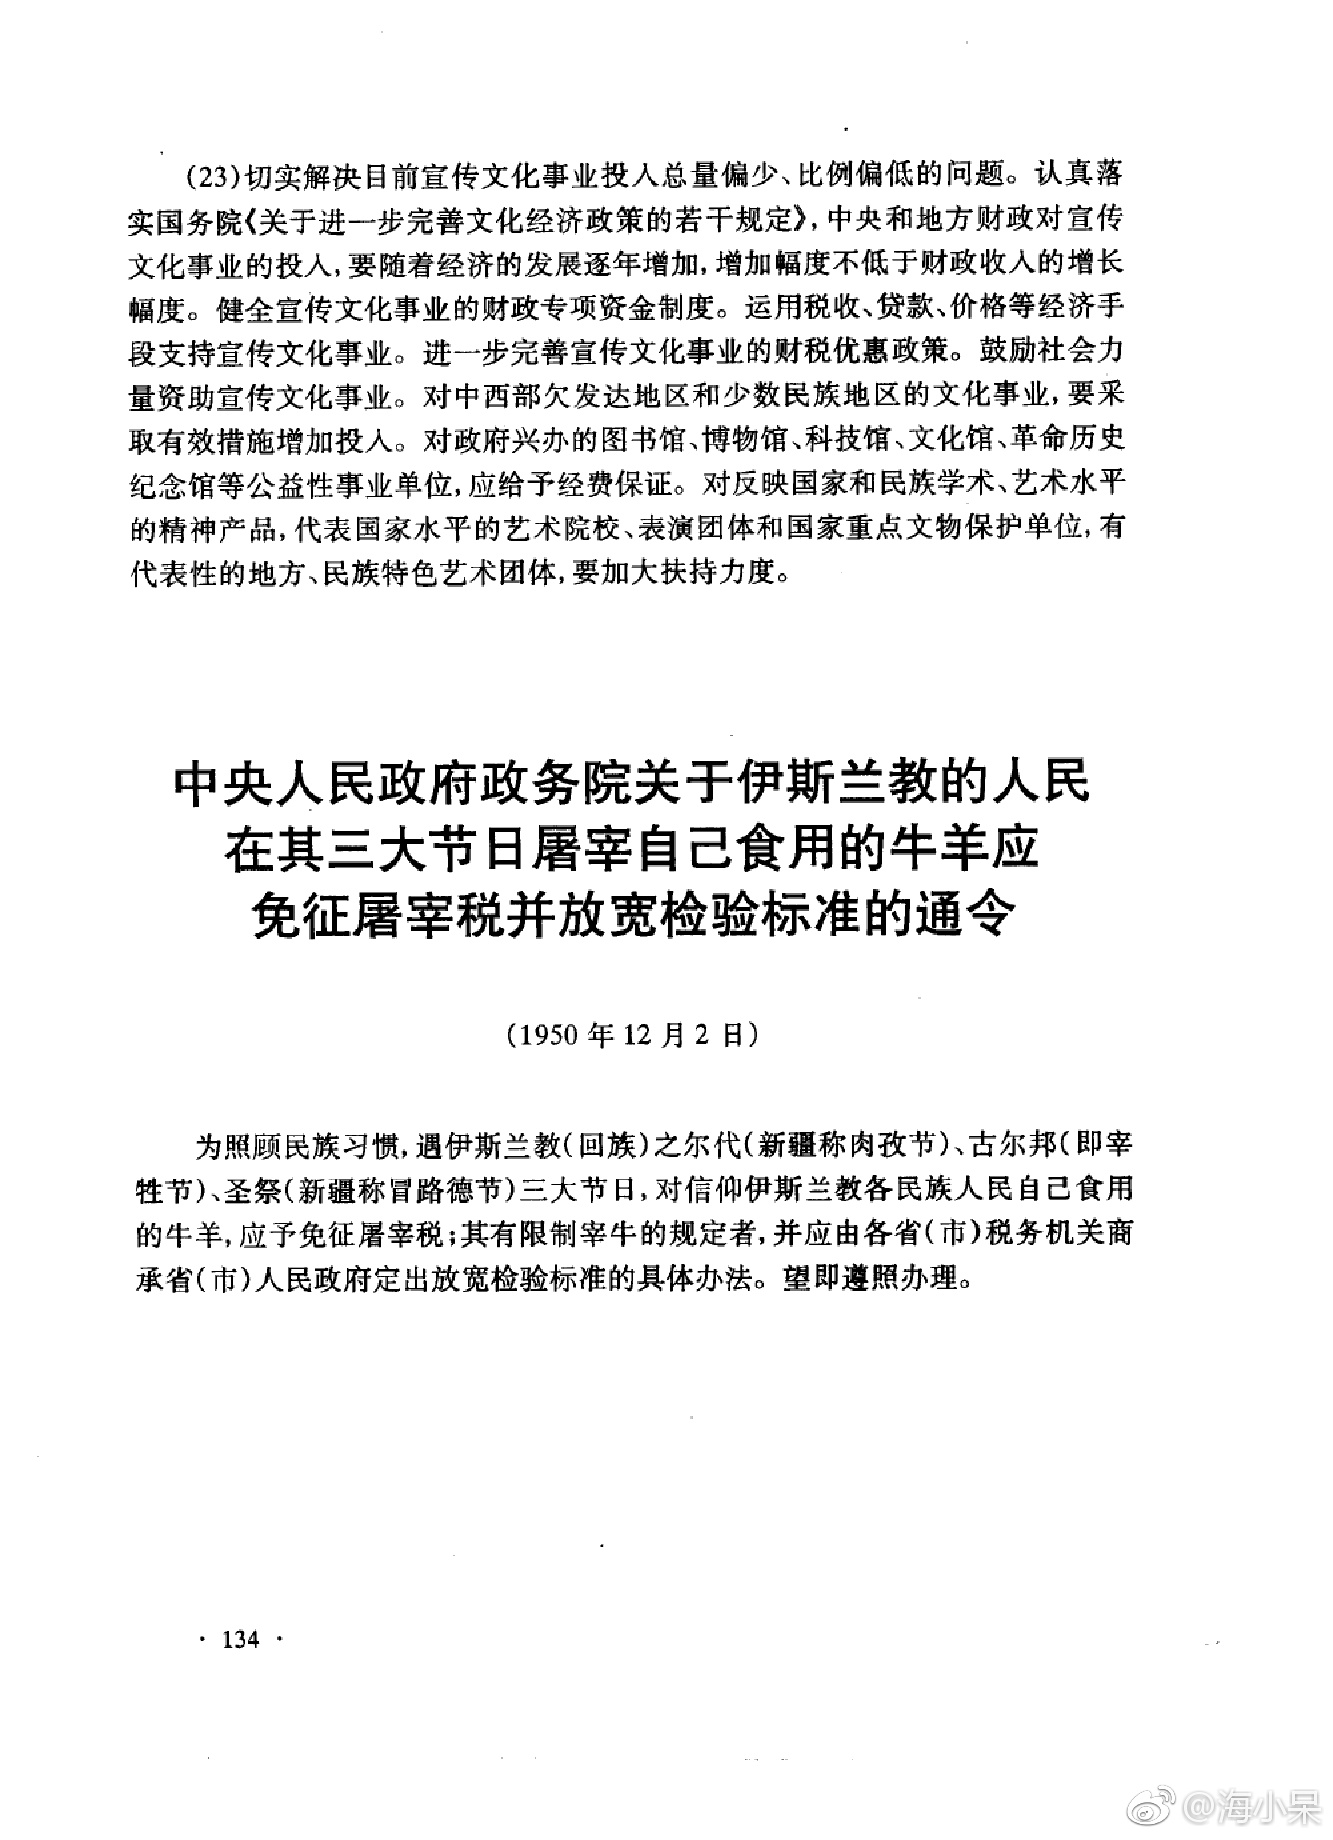 (23)切实解决目前宣传文化事业投入总量偏少、比例偏低的问题。认真落
实国务院《关于进一步完善文化经济政策的若干规定》,中央和地方财政对宣传
文化事业的投入,要随着经济的发展逐年增加,增加幅度不低于财政收入的增长
幅度。健全宣传文化事业的财政专项资金制度。运用税收、贷款、价格等经济手
段支持宣传文化事业。进一步完善宣传文化事业的财税优惠政策。鼓励社会力
量资助宣传文化事业。对中西部欠发达地区和少数民族地区的文化事业,要采
取有效措施增加投入。对政府兴办的图书馆、博物馆、科技馆、文化馆、革命历史
纪念馆等公益性事业单位,应给予经费保证。对反映国家和民族学术、艺术水平
的精神产品,代表国家水平的艺术院校、表演团体和国家重点文物保护单位,有
代表性的地方、民族特色艺术团体,要加大扶持力度。
中央人民政府政务院关于伊斯兰教的人民
在其三大节日屠宰自己食用的牛羊应
免征屠宰税并放宽检验标准的通令
(1950年12月2日)
为照顾民族习惯,遇伊斯兰教(回族)之尔代(新疆称肉孜节)、古尔邦(即宰
牲节)、圣祭(新疆称冒路德节)三大节日,对信仰伊斯兰教各民族人民自己食用
的牛羊,应予免征屠宰税;其有限制宰牛的规定者,并应由各省(市)税务机关商
承省(市)人民政府定出放宽检验标准的具体办法。望即遵照办理。
· 134 ·
@海小呆